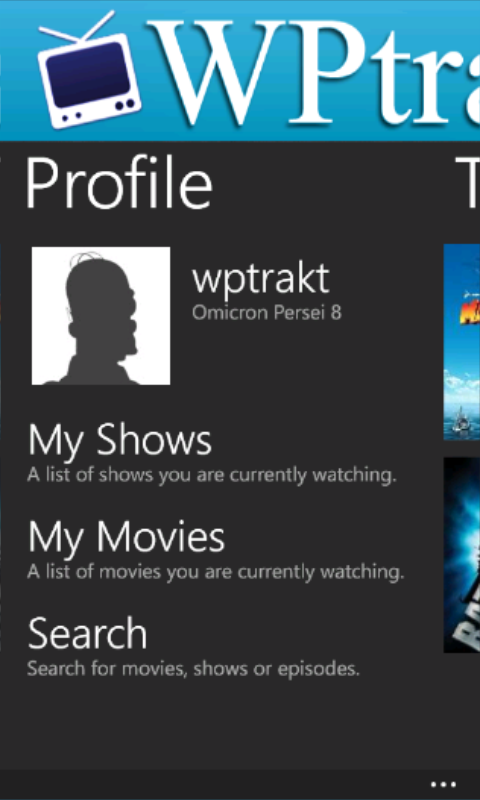 WPtra
Profile
T
wptrakt
Omicron Persei 8
My Shows
A list of shows you are currently watching.
My Movies
A list of movies you are currently watching.
Search
Search for movies, shows or episodes.